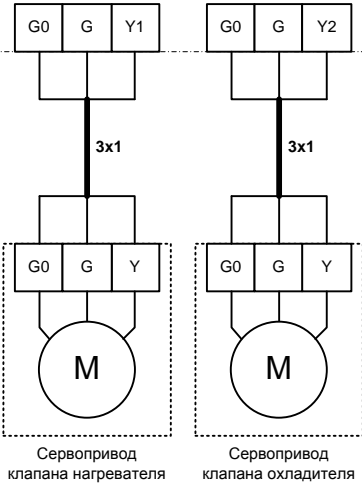 G0 G Y1 G0 G Y2
3x1 3x1
G0 G Y G0 G Y
M M
Сервопривод Сервопривод
клапана нагревателя клапана охладителя